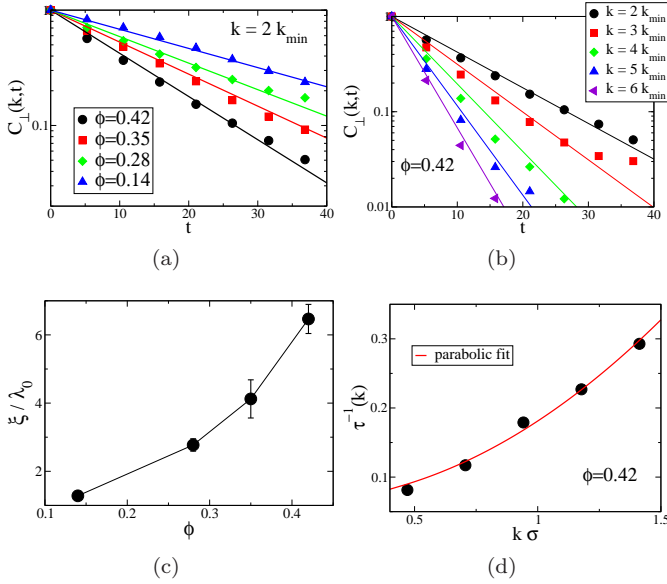 k = 2 k_min
C⊥(k,t)
0.1
φ=0.42
φ=0.35
φ=0.28
φ=0.14
0 10 20 30 40
t
(a)
k = 2 k_min
k = 3 k_min
k = 4 k_min
k = 5 k_min
k = 6 k_min
C⊥(k,t)
0.1
φ=0.42
0.01
0 10 20 30 40
t
(b)
ξ / λ_0
6
4
2
0.1 0.2 0.3 0.4
φ
(c)
τ^{-1}(k)
0.3
parabolic fit
0.2
0.1
φ=0.42
0.5 1 1.5
k σ
(d)